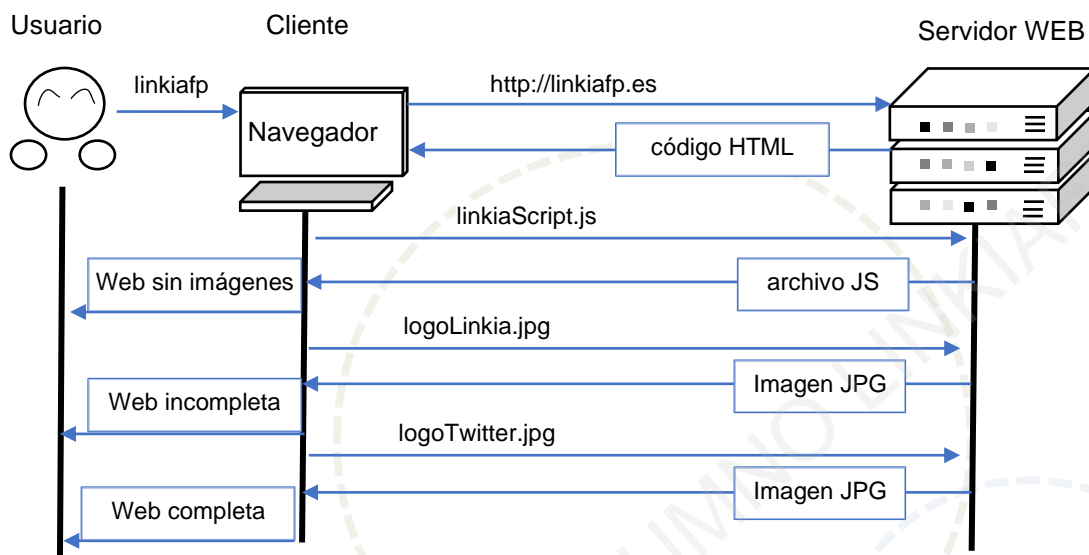 Usuario
Cliente
Servidor WEB
linkiafp
http://linkiafp.es
Navegador
código HTML
linkiaScript.js
Web sin imágenes
archivo JS
logoLinkia.jpg
Imagen JPG
Web incompleta
logoTwitter.jpg
Imagen JPG
Web completa